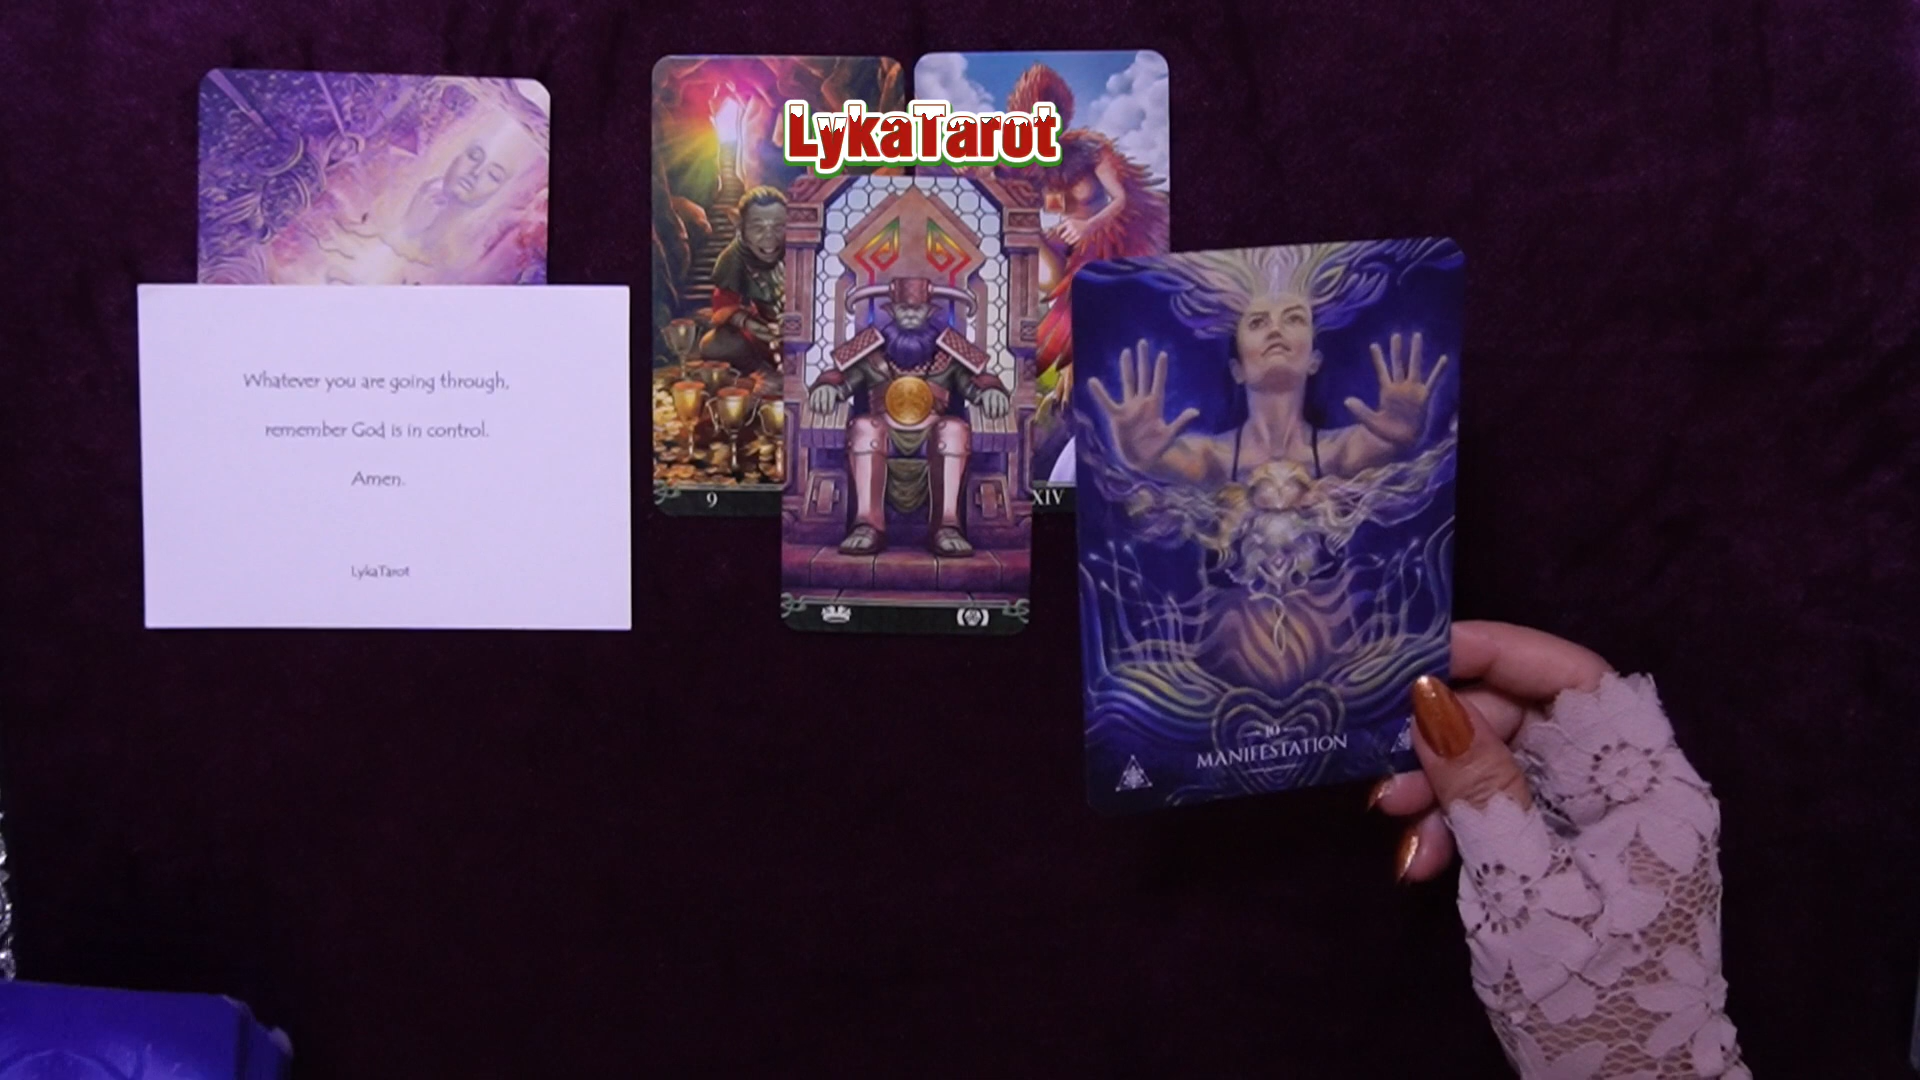 LykaTarot
Whatever you are going through,
remember God is in control.
Amen.
LykaTarot
9
XIV
10
MANIFESTATION